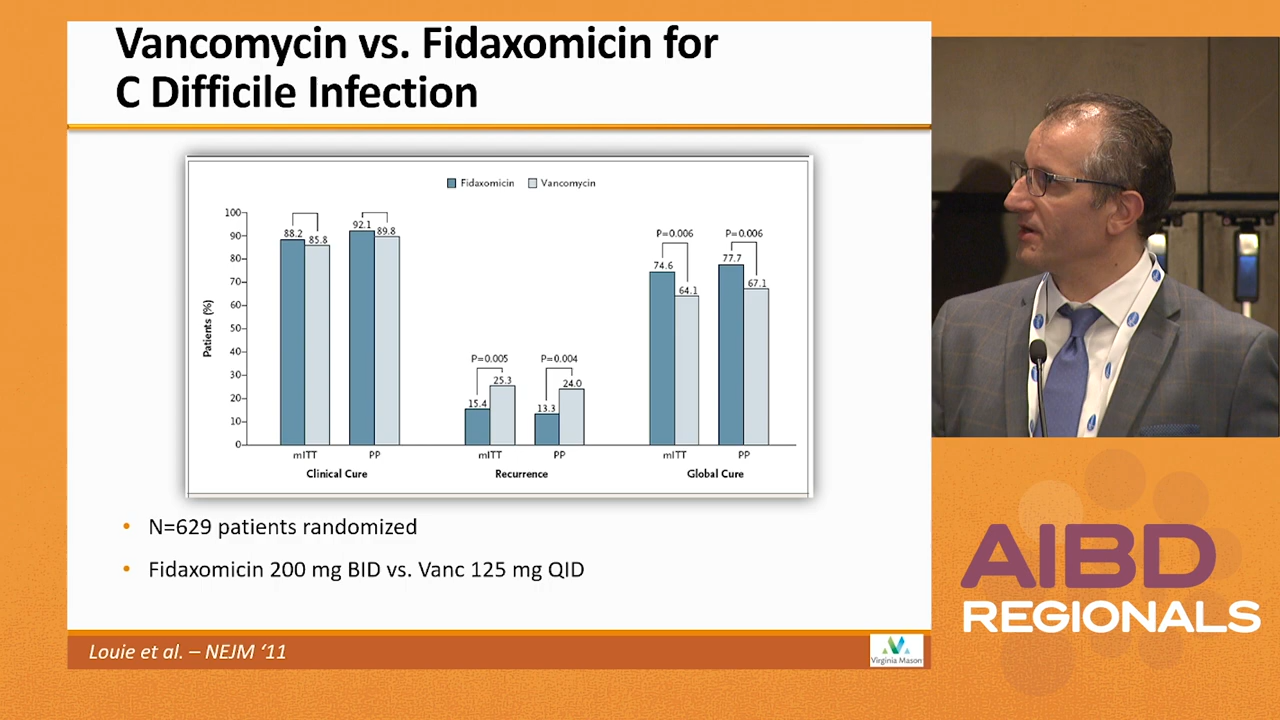 Vancomycin vs. Fidaxomicin for
C Difficile Infection
Fidaxomicin Vancomycin
Patients (%)
100
90
80
70
60
50
40
30
20
10
0
88.2
85.8
92.1
89.8
mITT PP
Clinical Cure
P=0.005
15.4
25.3
P=0.004
13.3
24.0
mITT PP
Recurrence
P=0.006
74.6
64.1
P=0.006
77.7
67.1
mITT PP
Global Cure
• N=629 patients randomized
• Fidaxomicin 200 mg BID vs. Vanc 125 mg QID
Louie et al. – NEJM ‘11
Virginia Mason
AIBD
REGIONALS